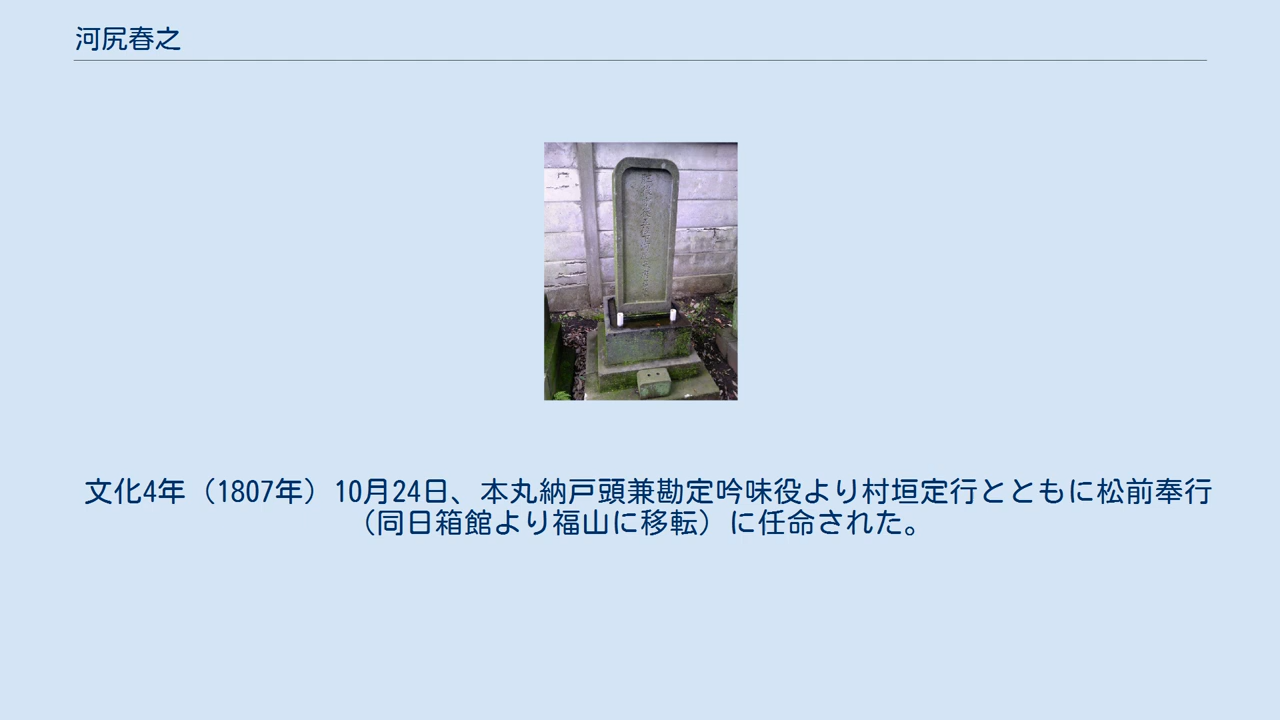 河尻春之
文化4年（1807年）10月24日、本丸納戸頭兼勘定吟味役より村垣定行とともに松前奉行
（同日箱館より福山に移転）に任命された。